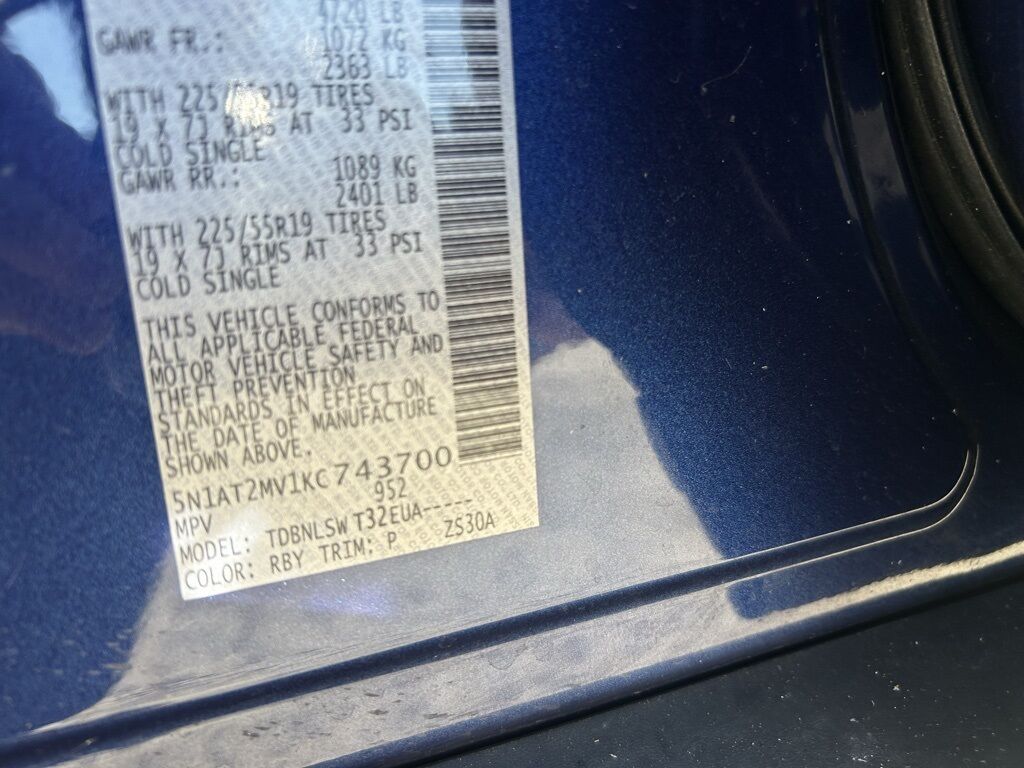 4720 LB
GAWR FR.: 1072 KG
2363 LB
WITH 225/55R19 TIRES
19 X 7J RIMS AT 33 PSI
COLD SINGLE
GAWR RR.: 1089 KG
2401 LB
WITH 225/55R19 TIRES
19 X 7J RIMS AT 33 PSI
COLD SINGLE
THIS VEHICLE CONFORMS TO
ALL APPLICABLE FEDERAL
MOTOR VEHICLE SAFETY AND
THEFT PREVENTION
STANDARDS IN EFFECT ON
THE DATE OF MANUFACTURE
SHOWN ABOVE.
5N1AT2MV1KC743700
MPV 952
MODEL: TDBNLSWT32EUA-----
COLOR: RBY TRIM: P ZS30A